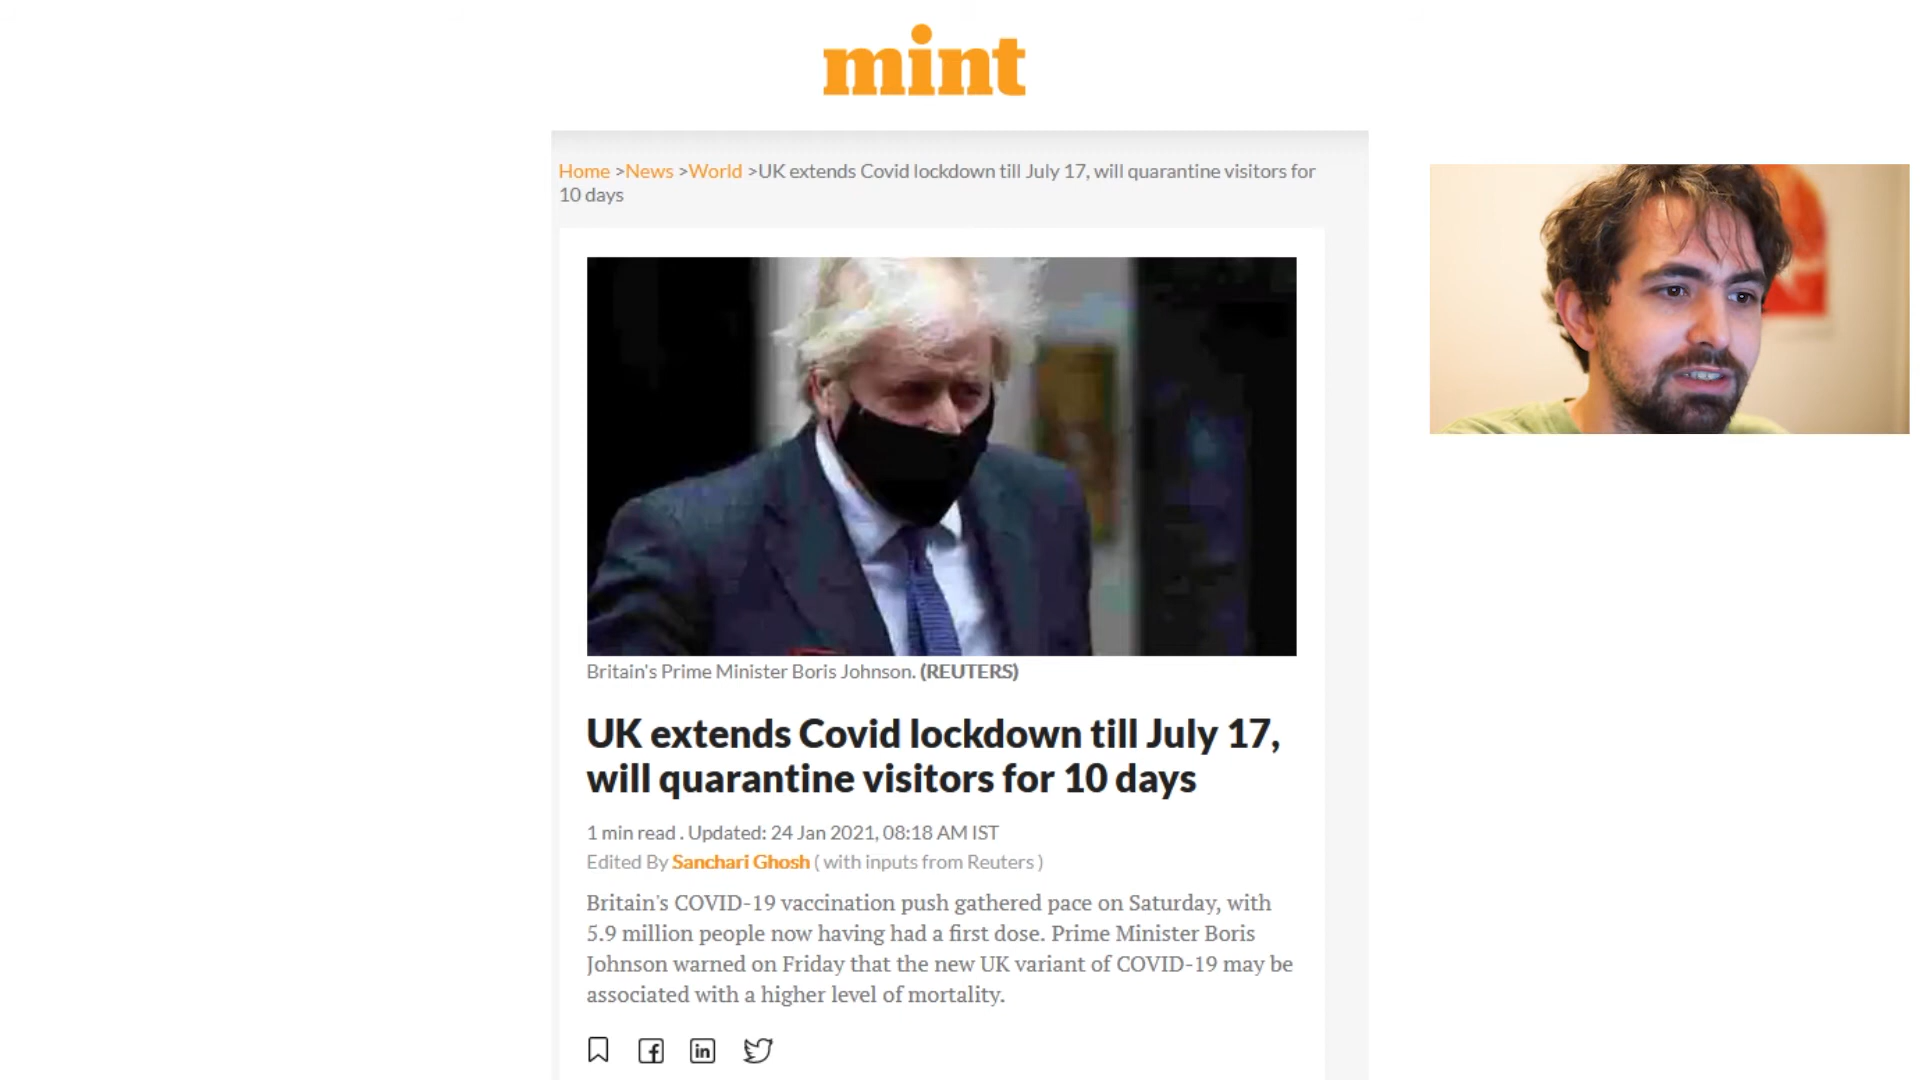 mint
Home >News >World >UK extends Covid lockdown till July 17, will quarantine visitors for
10 days
Britain's Prime Minister Boris Johnson. (REUTERS)
UK extends Covid lockdown till July 17,
will quarantine visitors for 10 days
1 min read . Updated: 24 Jan 2021, 08:18 AM IST
Edited By Sanchari Ghosh ( with inputs from Reuters )
Britain's COVID-19 vaccination push gathered pace on Saturday, with
5.9 million people now having had a first dose. Prime Minister Boris
Johnson warned on Friday that the new UK variant of COVID-19 may be
associated with a higher level of mortality.